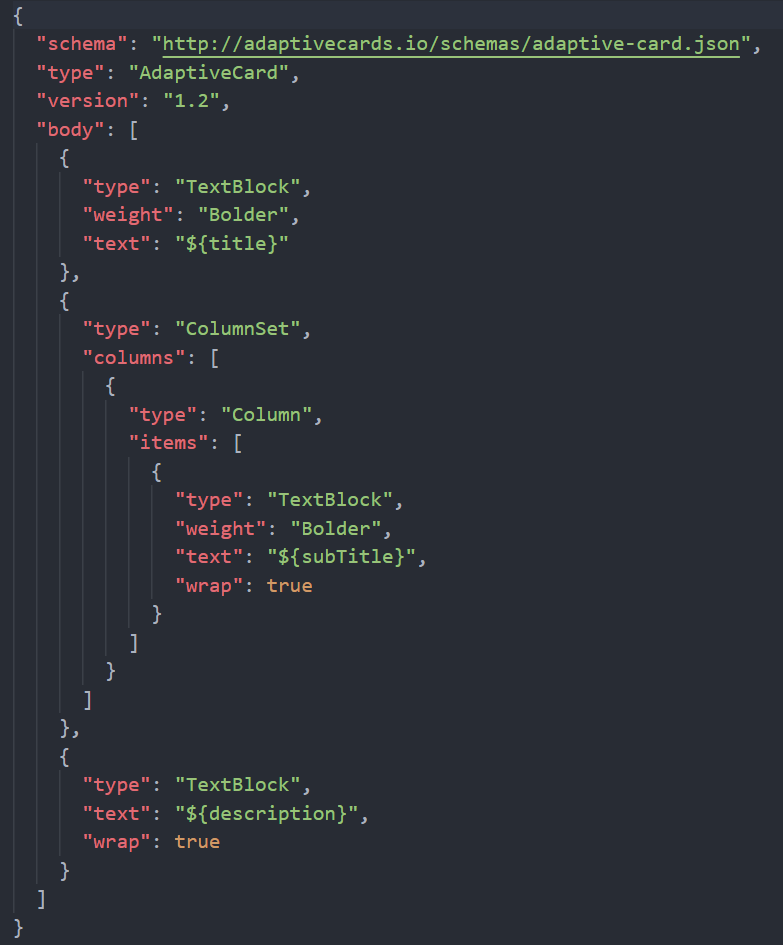 {
  "schema": "http://adaptivecards.io/schemas/adaptive-card.json",
  "type": "AdaptiveCard",
  "version": "1.2",
  "body": [
    {
      "type": "TextBlock",
      "weight": "Bolder",
      "text": "${title}"
    },
    {
      "type": "ColumnSet",
      "columns": [
        {
          "type": "Column",
          "items": [
            {
              "type": "TextBlock",
              "weight": "Bolder",
              "text": "${subTitle}",
              "wrap": true
            }
          ]
        }
      ]
    },
    {
      "type": "TextBlock",
      "text": "${description}",
      "wrap": true
    }
  ]
}